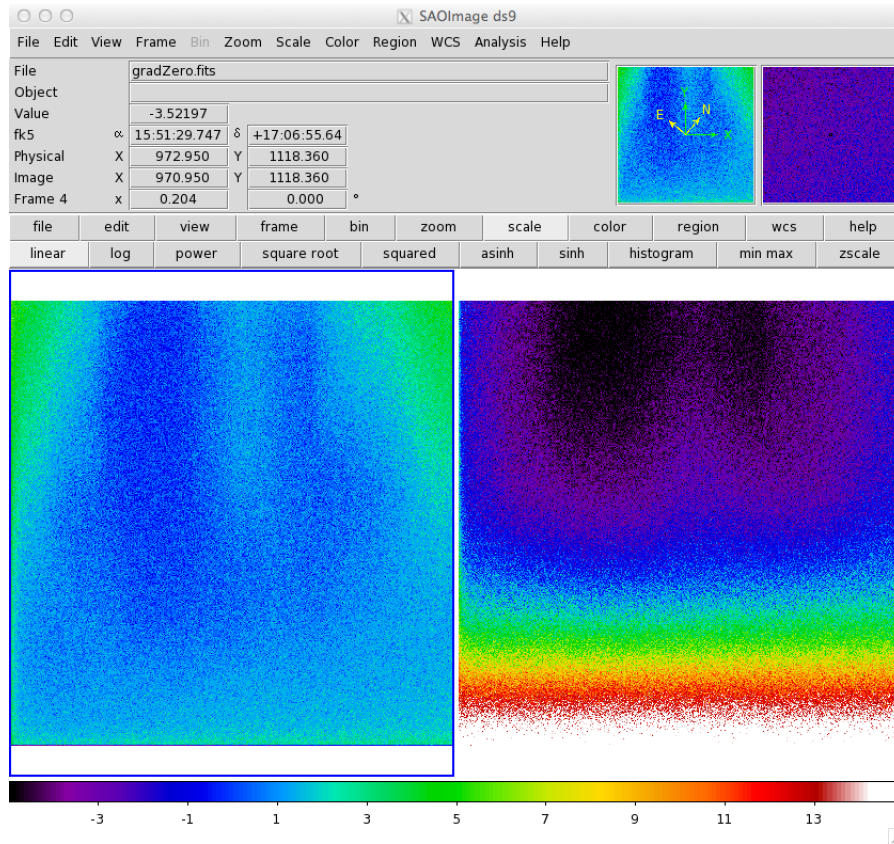 SAOImage ds9
File Edit View Frame Bin Zoom Scale Color Region WCS Analysis Help
File gradZero.fits
Object
Value -3.52197
fk5 α 15:51:29.747 δ +17:06:55.64
Physical X 972.950 Y 1118.360
Image X 970.950 Y 1118.360
Frame 4 x 0.204 0.000 °
Y
E N
X
file edit view frame bin zoom scale color region wcs help
linear log power square root squared asinh sinh histogram min max zscale
-3 -1 1 3 5 7 9 11 13